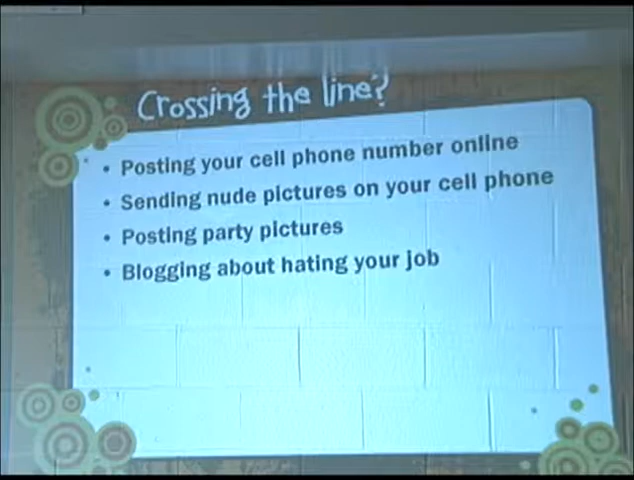 Crossing the line?
• Posting your cell phone number online
• Sending nude pictures on your cell phone
• Posting party pictures
• Blogging about hating your job